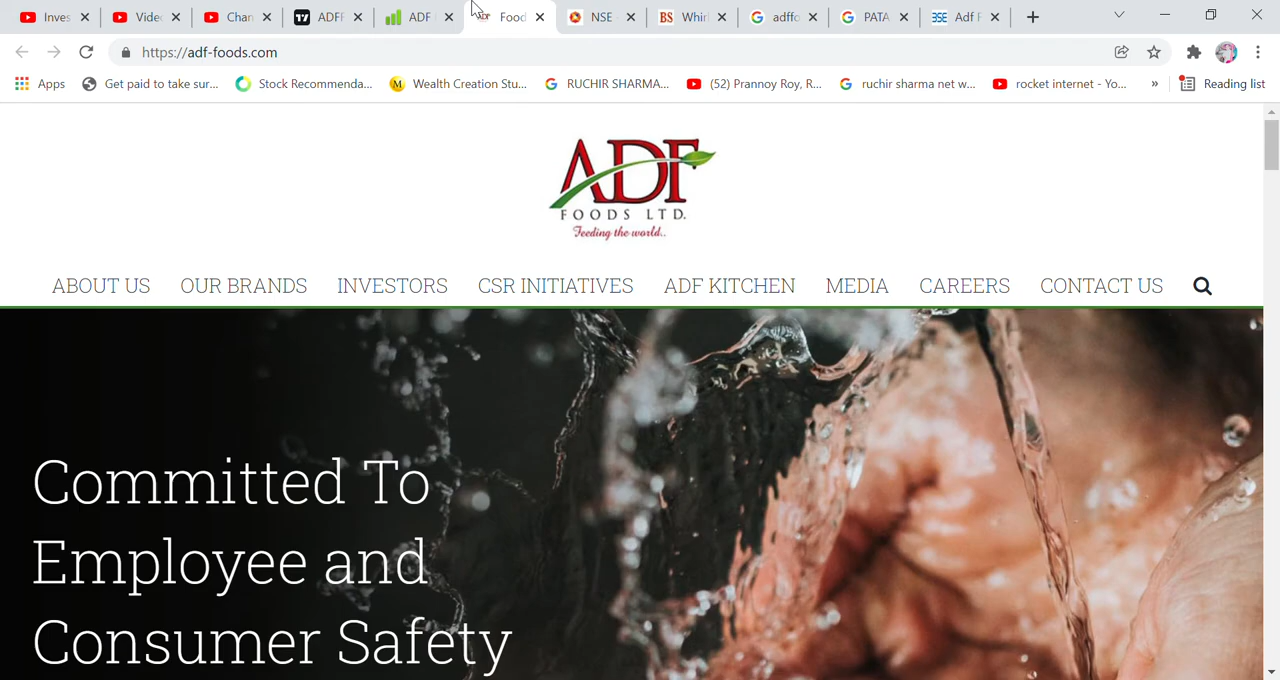 Inves
Vide
Chan
ADFF
ADF
Food
NSE -
BS Whirl
adffo
PATA
Adf F
https://adf-foods.com
Apps
Get paid to take sur...
Stock Recommenda...
M Wealth Creation Stu...
RUCHIR SHARMA...
(52) Prannoy Roy, R...
ruchir sharma net w...
rocket internet - Yo...
»
Reading list
ADF
FOODS LTD.
Feeding the world..
ABOUT US
OUR BRANDS
INVESTORS
CSR INITIATIVES
ADF KITCHEN
MEDIA
CAREERS
CONTACT US
Committed To
Employee and
Consumer Safety